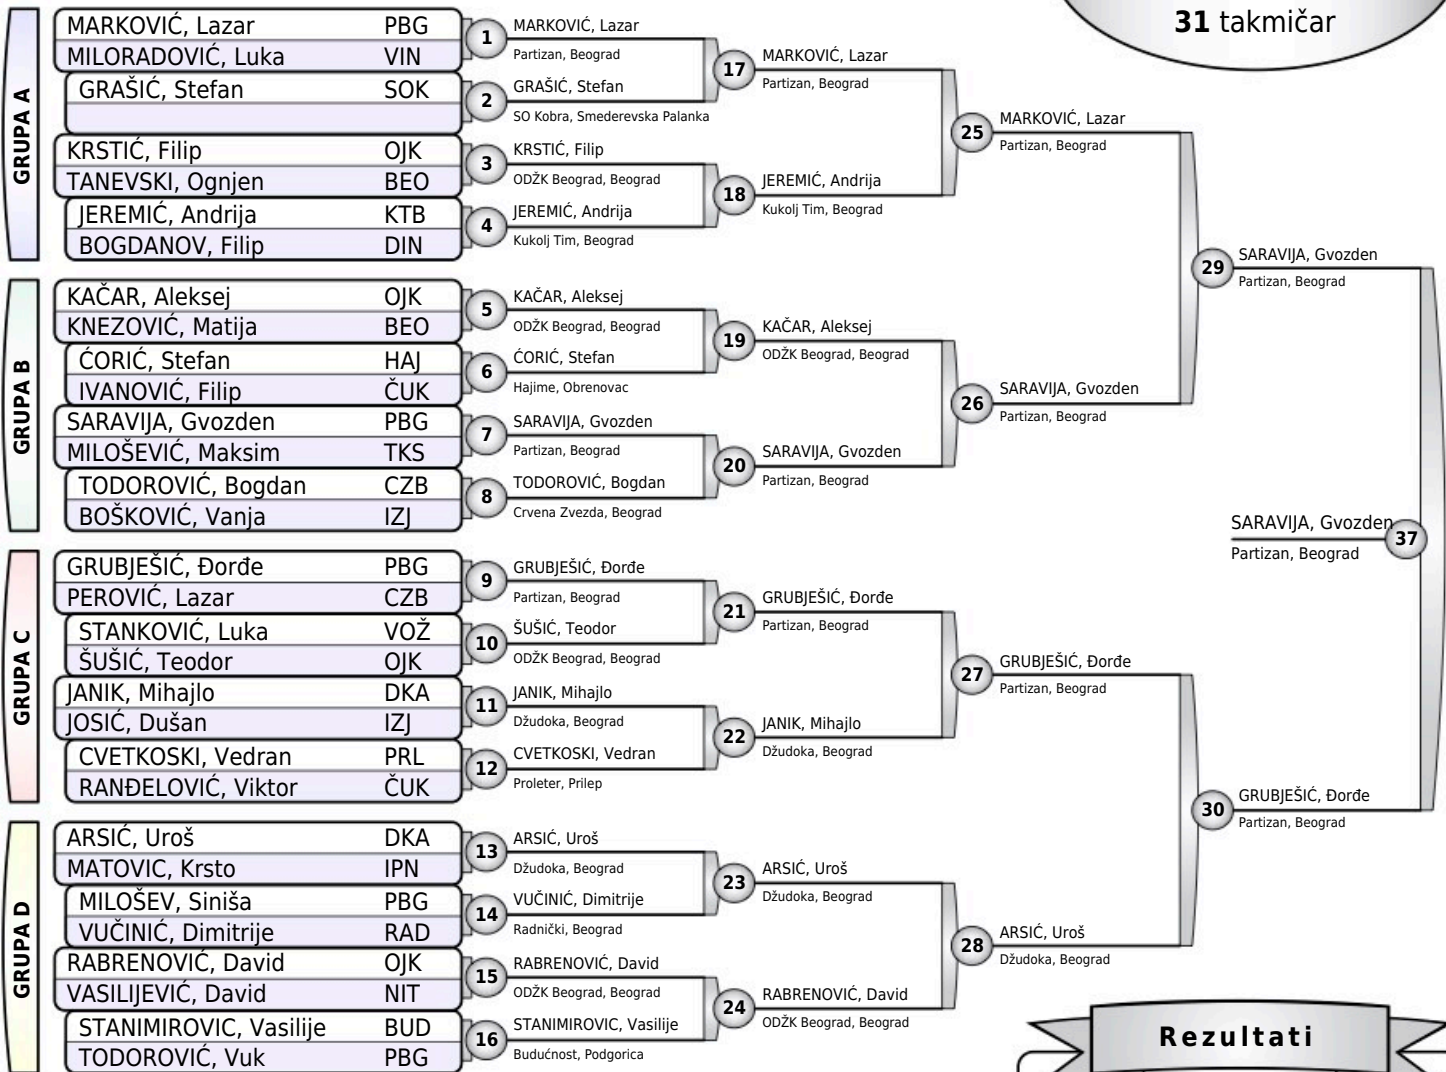 31 takmičar
GRUPA A
MARKOVIĆ, Lazar PBG
MILORADOVIĆ, Luka VIN
GRAŠIĆ, Stefan SOK
KRSTIĆ, Filip OJK
TANEVSKI, Ognjen BEO
JEREMIĆ, Andrija KTB
BOGDANOV, Filip DIN
GRUPA B
KAČAR, Aleksej OJK
KNEZOVIĆ, Matija BEO
ĆORIĆ, Stefan HAJ
IVANOVIĆ, Filip ČUK
SARAVIJA, Gvozden PBG
MILOŠEVIĆ, Maksim TKS
TODOROVIĆ, Bogdan CZB
BOŠKOVIĆ, Vanja IZJ
GRUPA C
GRUBJEŠIĆ, Đorđe PBG
PEROVIĆ, Lazar CZB
STANKOVIĆ, Luka VOŽ
ŠUŠIĆ, Teodor OJK
JANIK, Mihajlo DKA
JOSIĆ, Dušan IZJ
CVETKOSKI, Vedran PRL
RANĐELOVIĆ, Viktor ČUK
GRUPA D
ARSIĆ, Uroš DKA
MATOVIC, Krsto IPN
MILOŠEV, Siniša PBG
VUČINIĆ, Dimitrije RAD
RABRENOVIĆ, David OJK
VASILIJEVIĆ, David NIT
STANIMIROVIC, Vasilije BUD
TODOROVIĆ, Vuk PBG
1 MARKOVIĆ, Lazar
Partizan, Beograd
2 GRAŠIĆ, Stefan
SO Kobra, Smederevska Palanka
3 KRSTIĆ, Filip
ODŽK Beograd, Beograd
4 JEREMIĆ, Andrija
Kukolj Tim, Beograd
5 KAČAR, Aleksej
ODŽK Beograd, Beograd
6 ĆORIĆ, Stefan
Hajime, Obrenovac
7 SARAVIJA, Gvozden
Partizan, Beograd
8 TODOROVIĆ, Bogdan
Crvena Zvezda, Beograd
9 GRUBJEŠIĆ, Đorđe
Partizan, Beograd
10 ŠUŠIĆ, Teodor
ODŽK Beograd, Beograd
11 JANIK, Mihajlo
Džudoka, Beograd
12 CVETKOSKI, Vedran
Proleter, Prilep
13 ARSIĆ, Uroš
Džudoka, Beograd
14 VUČINIĆ, Dimitrije
Radnički, Beograd
15 RABRENOVIĆ, David
ODŽK Beograd, Beograd
16 STANIMIROVIC, Vasilije
Budućnost, Podgorica
17 MARKOVIĆ, Lazar
Partizan, Beograd
18 JEREMIĆ, Andrija
Kukolj Tim, Beograd
19 KAČAR, Aleksej
ODŽK Beograd, Beograd
20 SARAVIJA, Gvozden
Partizan, Beograd
21 GRUBJEŠIĆ, Đorđe
Partizan, Beograd
22 JANIK, Mihajlo
Džudoka, Beograd
23 ARSIĆ, Uroš
Džudoka, Beograd
24 RABRENOVIĆ, David
ODŽK Beograd, Beograd
25 MARKOVIĆ, Lazar
Partizan, Beograd
26 SARAVIJA, Gvozden
Partizan, Beograd
27 GRUBJEŠIĆ, Đorđe
Partizan, Beograd
28 ARSIĆ, Uroš
Džudoka, Beograd
29 SARAVIJA, Gvozden
Partizan, Beograd
30 GRUBJEŠIĆ, Đorđe
Partizan, Beograd
SARAVIJA, Gvozden 37
Partizan, Beograd
Rezultati